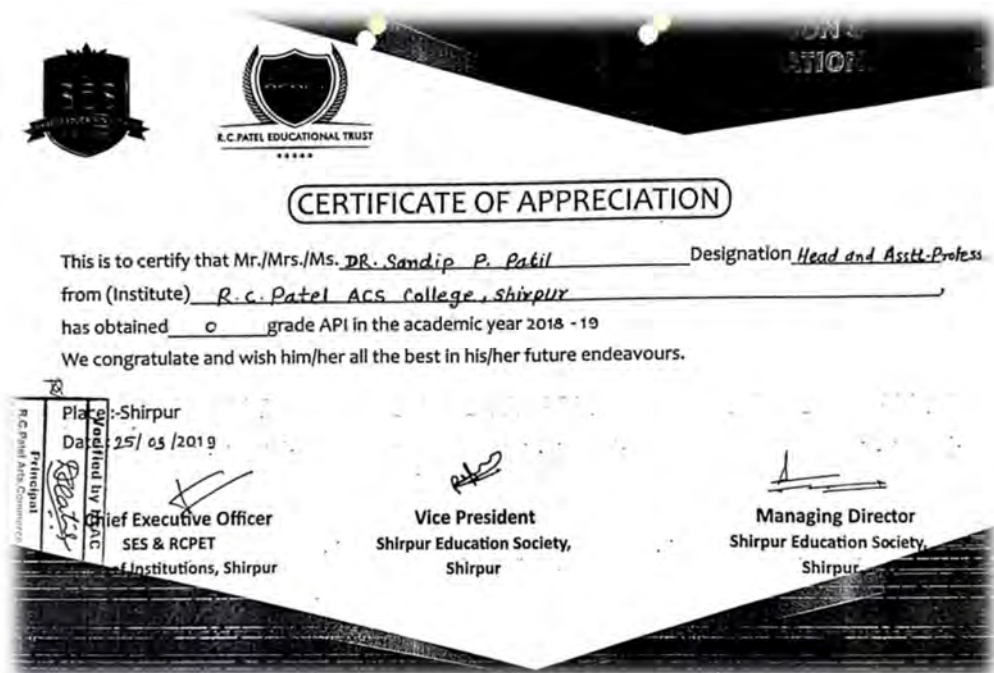 SES
R.C.PATEL EDUCATIONAL TRUST
CERTIFICATE OF APPRECIATION
This is to certify that Mr./Mrs./Ms. DR. Sandip P. Patil Designation Head and Asstt.Profess
from (Institute) R.C.Patel ACS College, Shirpur,
has obtained O grade API in the academic year 2018 -19
We congratulate and wish him/her all the best in his/her future endeavours.
Place:-Shirpur
Date: 25/03/2019
Verified by
Principal
R.C.Patel Arts, Commerce
Chief Executive Officer
SES & RCPET
of Institutions, Shirpur
Vice President
Shirpur Education Society,
Shirpur
Managing Director
Shirpur Education Society,
Shirpur